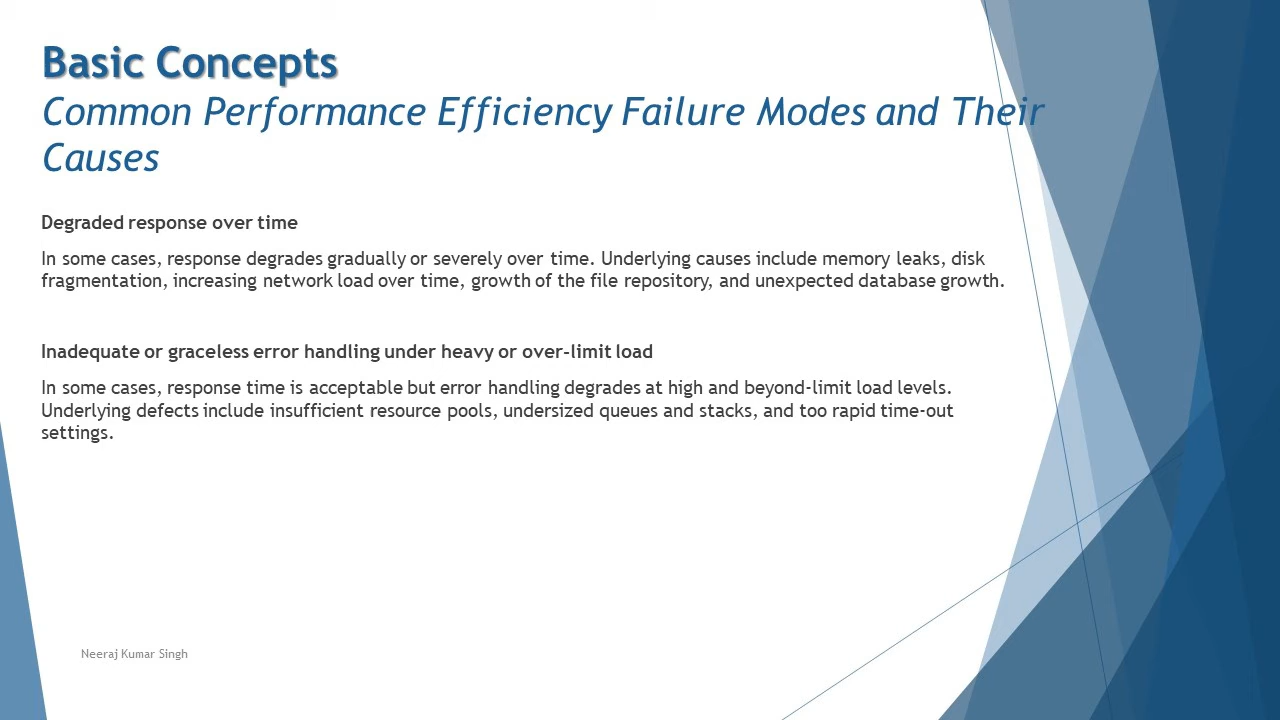 Basic Concepts
Common Performance Efficiency Failure Modes and Their
Causes
Degraded response over time
In some cases, response degrades gradually or severely over time. Underlying causes include memory leaks, disk
fragmentation, increasing network load over time, growth of the file repository, and unexpected database growth.
Inadequate or graceless error handling under heavy or over-limit load
In some cases, response time is acceptable but error handling degrades at high and beyond-limit load levels.
Underlying defects include insufficient resource pools, undersized queues and stacks, and too rapid time-out
settings.
Neeraj Kumar Singh